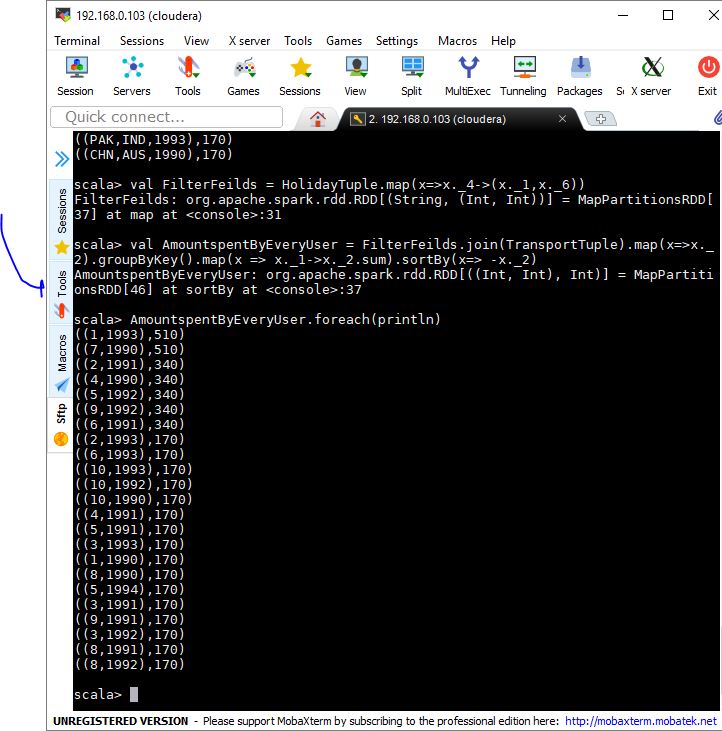 192.168.0.103 (cloudera)
Terminal Sessions View X server Tools Games Settings Macros Help
Session Servers Tools Games Sessions View Split MultiExec Tunneling Packages Se X server Exit
Quick connect...
2. 192.168.0.103 (cloudera)
Sessions
Tools
Macros
Sftp
((PAK,IND,1993),170)
((CHN,AUS,1990),170)
scala> val FilterFeilds = HolidayTuple.map(x=>x._4->(x._1,x._6))
FilterFeilds: org.apache.spark.rdd.RDD[(String, (Int, Int))] = MapPartitionsRDD[
37] at map at <console>:31
scala> val AmountspentByEveryUser = FilterFeilds.join(TransportTuple).map(x=>x._
2).groupByKey().map(x => x._1->x._2.sum).sortBy(x=> -x._2)
AmountspentByEveryUser: org.apache.spark.rdd.RDD[((Int, Int), Int)] = MapPartiti
onsRDD[46] at sortBy at <console>:37
scala> AmountspentByEveryUser.foreach(println)
((1,1993),510)
((7,1990),510)
((2,1991),340)
((4,1990),340)
((5,1992),340)
((9,1992),340)
((6,1991),340)
((2,1993),170)
((6,1993),170)
((10,1993),170)
((10,1992),170)
((10,1990),170)
((4,1991),170)
((5,1991),170)
((3,1993),170)
((1,1990),170)
((8,1990),170)
((5,1994),170)
((3,1991),170)
((9,1991),170)
((3,1992),170)
((8,1991),170)
((8,1992),170)
scala>
UNREGISTERED VERSION - Please support MobaXterm by subscribing to the professional edition here: http://mobaxterm.mobatek.net